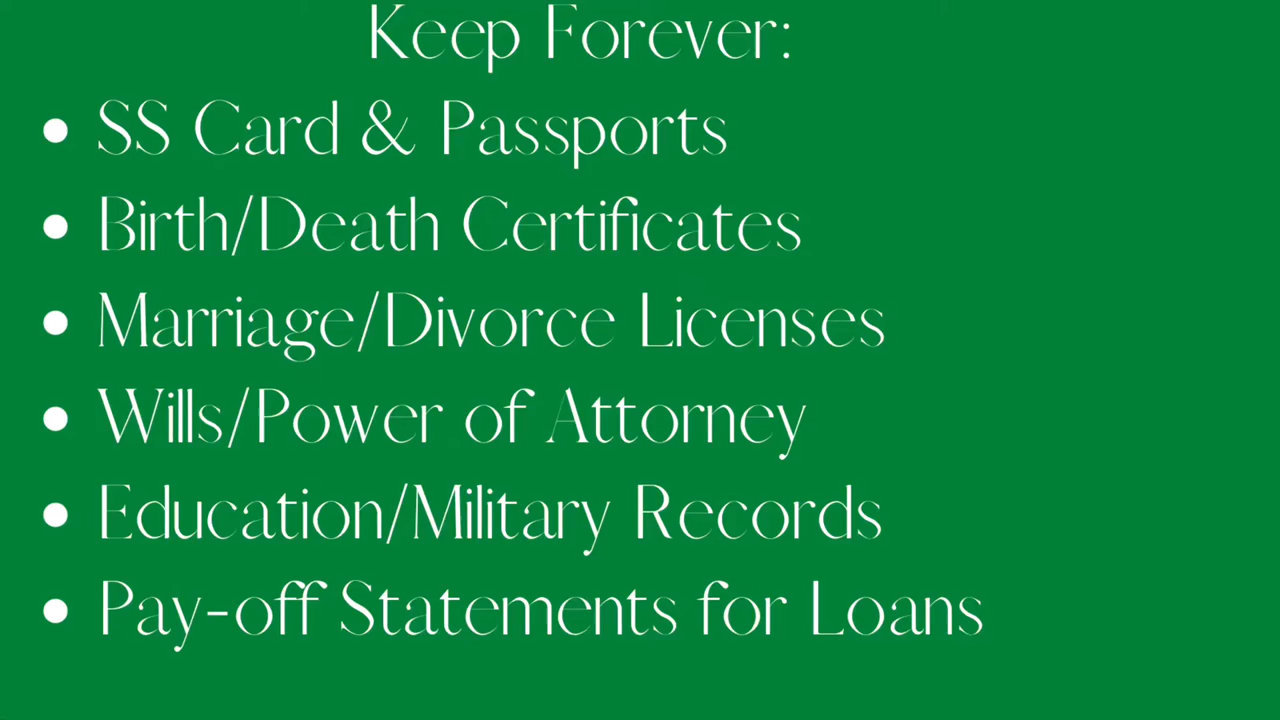 Keep Forever:
• SS Card & Passports
• Birth/Death Certificates
• Marriage/Divorce Licenses
• Wills/Power of Attorney
• Education/Military Records
• Pay-off Statements for Loans